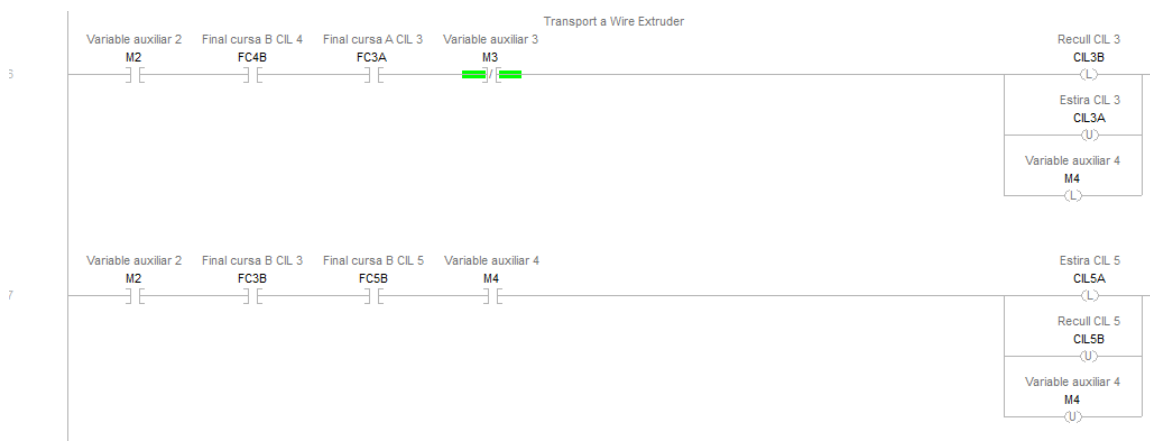 Transport a Wire Extruder
Variable auxiliar 2 Final cursa B CIL 4 Final cursa A CIL 3 Variable auxiliar 3 Recull CIL 3
M2 FC4B FC3A M3 CIL3B
6 (L)
Estira CIL 3
CIL3A
(U)
Variable auxiliar 4
M4
(L)
Variable auxiliar 2 Final cursa B CIL 3 Final cursa B CIL 5 Variable auxiliar 4 Estira CIL 5
M2 FC3B FC5B M4 CIL5A
7 (L)
Recull CIL 5
CIL5B
(U)
Variable auxiliar 4
M4
(U)